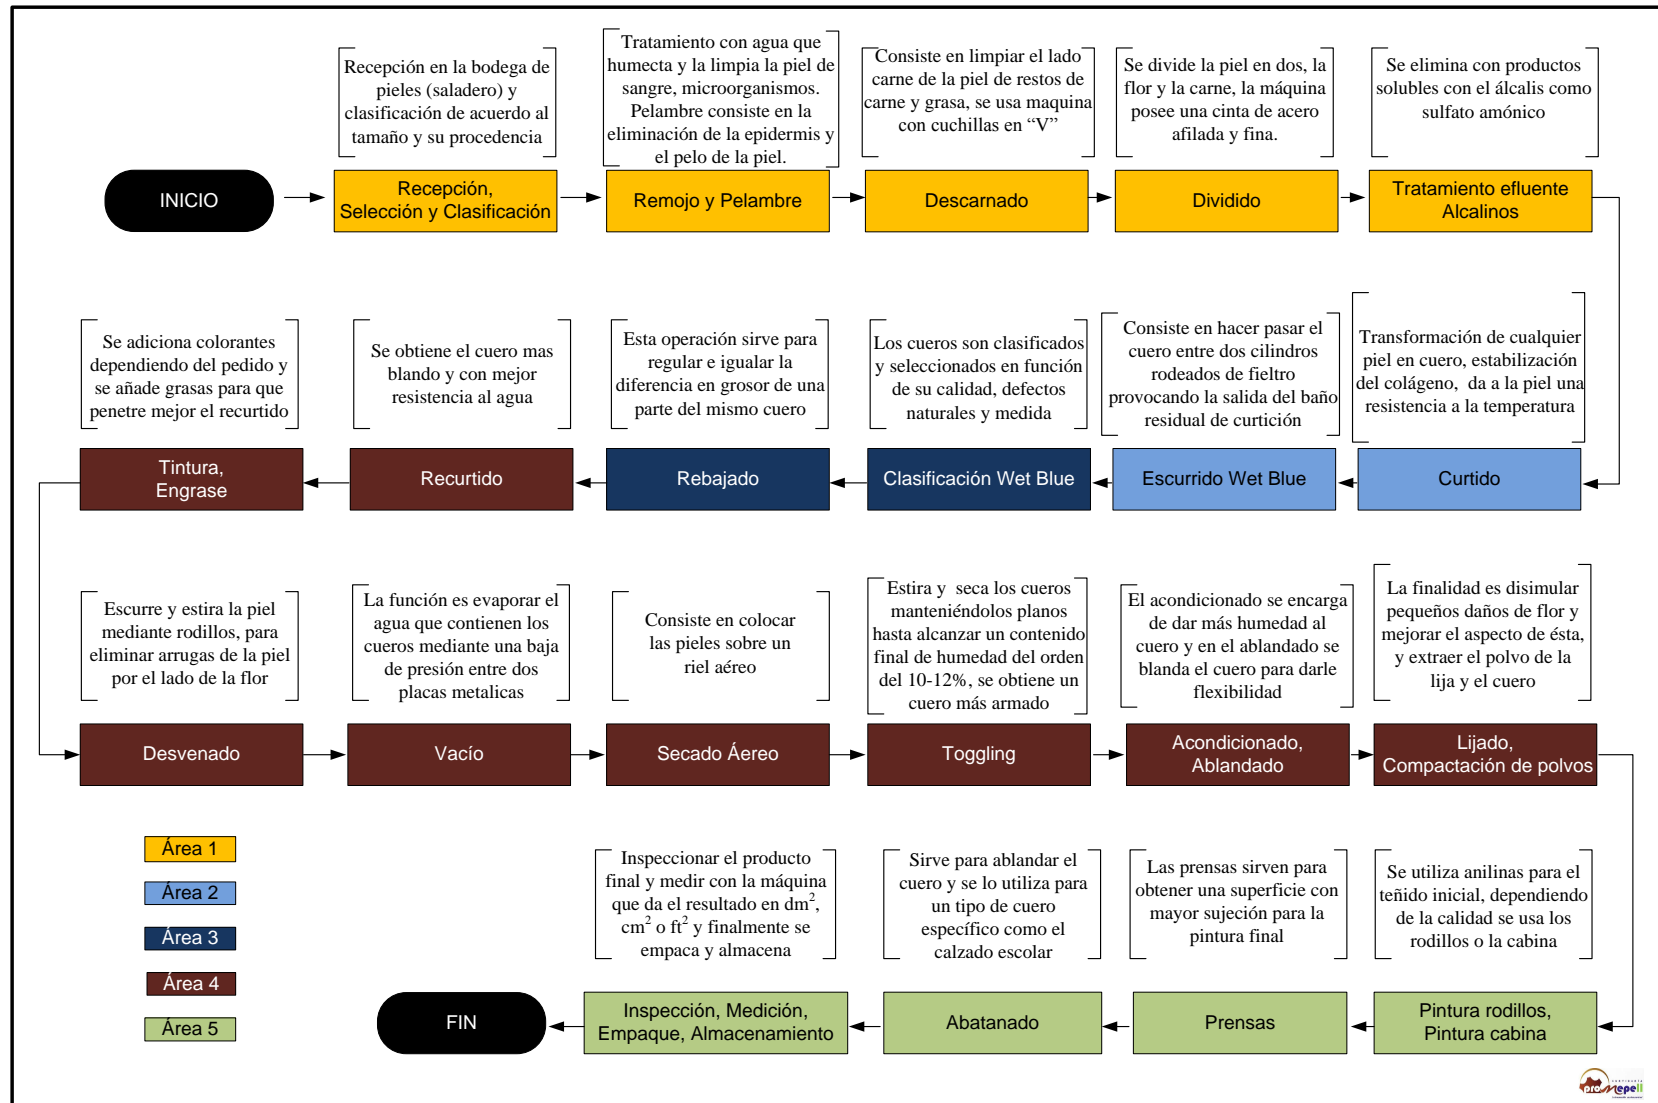 Recepción en la bodega de
pieles (saladero) y
clasificación de acuerdo al
tamaño y su procedencia
Tratamiento con agua que
humecta y la limpia la piel de
sangre, microorganismos.
Pelambre consiste en la
eliminación de la epidermis y
el pelo de la piel.
Consiste en limpiar el lado
carne de la piel de restos de
carne y grasa, se usa maquina
con cuchillas en “V”
Se divide la piel en dos, la
flor y la carne, la máquina
posee una cinta de acero
afilada y fina.
Se elimina con productos
solubles con el álcalis como
sulfato amónico
INICIO
Recepción,
Selección y Clasificación
Remojo y Pelambre
Descarnado
Dividido
Tratamiento efluente
Alcalinos
Se adiciona colorantes
dependiendo del pedido y
se añade grasas para que
penetre mejor el recurtido
Se obtiene el cuero mas
blando y con mejor
resistencia al agua
Esta operación sirve para
regular e igualar la
diferencia en grosor de una
parte del mismo cuero
Los cueros son clasificados
y seleccionados en función
de su calidad, defectos
naturales y medida
Consiste en hacer pasar el
cuero entre dos cilindros
rodeados de fieltro
provocando la salida del baño
residual de curtición
Transformación de cualquier
piel en cuero, estabilización
del colágeno, da a la piel una
resistencia a la temperatura
Tintura,
Engrase
Recurtido
Rebajado
Clasificación Wet Blue
Escurrido Wet Blue
Curtido
Escurre y estira la piel
mediante rodillos, para
eliminar arrugas de la piel
por el lado de la flor
La función es evaporar el
agua que contienen los
cueros mediante una baja
de presión entre dos
placas metalicas
Consiste en colocar
las pieles sobre un
riel aéreo
Estira y seca los cueros
manteniéndolos planos
hasta alcanzar un contenido
final de humedad del orden
del 10-12%, se obtiene un
cuero más armado
El acondicionado se encarga
de dar más humedad al
cuero y en el ablandado se
blanda el cuero para darle
flexibilidad
La finalidad es disimular
pequeños daños de flor y
mejorar el aspecto de ésta,
y extraer el polvo de la
lija y el cuero
Desvenado
Vacío
Secado Áereo
Toggling
Acondicionado,
Ablandado
Lijado,
Compactación de polvos
Área 1
Área 2
Área 3
Área 4
Área 5
Inspeccionar el producto
final y medir con la máquina
que da el resultado en dm²,
cm² o ft² y finalmente se
empaca y almacena
Sirve para ablandar el
cuero y se lo utiliza para
un tipo de cuero
específico como el
calzado escolar
Las prensas sirven para
obtener una superficie con
mayor sujeción para la
pintura final
Se utiliza anilinas para el
teñido inicial, dependiendo
de la calidad se usa los
rodillos o la cabina
FIN
Inspección, Medición,
Empaque, Almacenamiento
Abatanado
Prensas
Pintura rodillos,
Pintura cabina